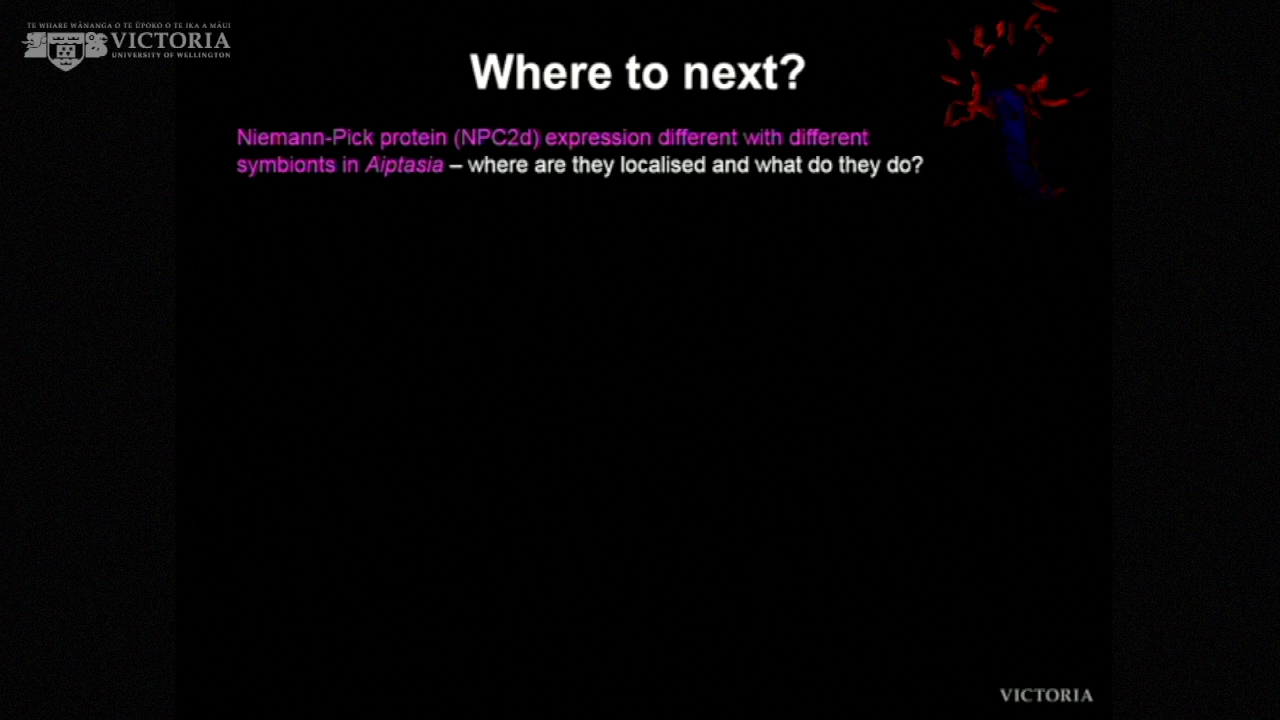 TE WHARE WĀNANGA O TE ŪPOKO O TE IKA A MĀUI
VICTORIA
UNIVERSITY OF WELLINGTON
Where to next?
Niemann-Pick protein (NPC2d) expression different with different
symbionts in Aiptasia – where are they localised and what do they do?
VICTORIA